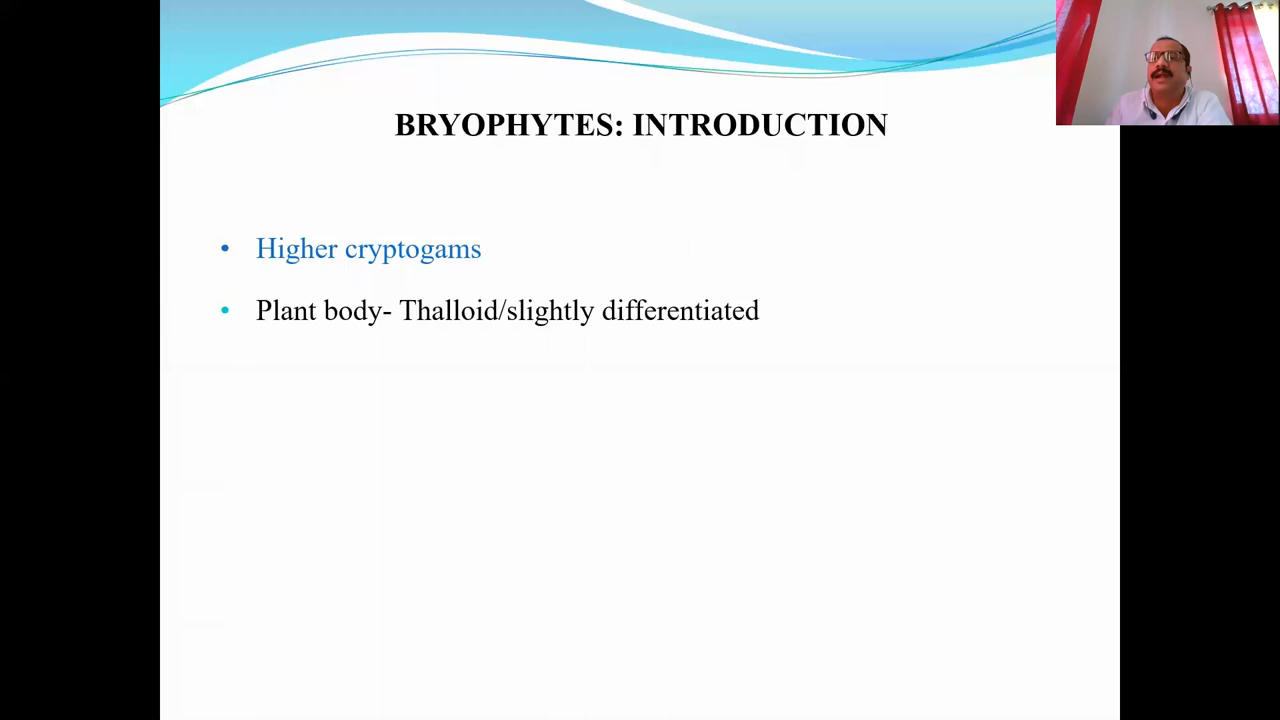 BRYOPHYTES: INTRODUCTION
• Higher cryptogams
• Plant body- Thalloid/slightly differentiated